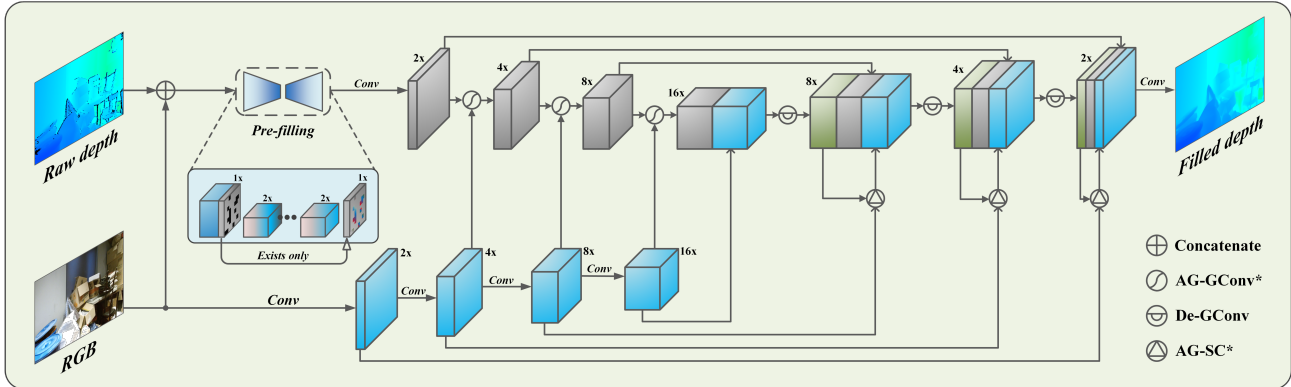 Raw depth
Pre-filling
Conv
2x
4x
8x
16x
8x
4x
2x
Conv
Filled depth
1x
2x
2x
1x
Exists only
RGB
Conv
2x
Conv
4x
Conv
8x
Conv
16x
Concatenate
AG-GConv*
De-GConv
AG-SC*